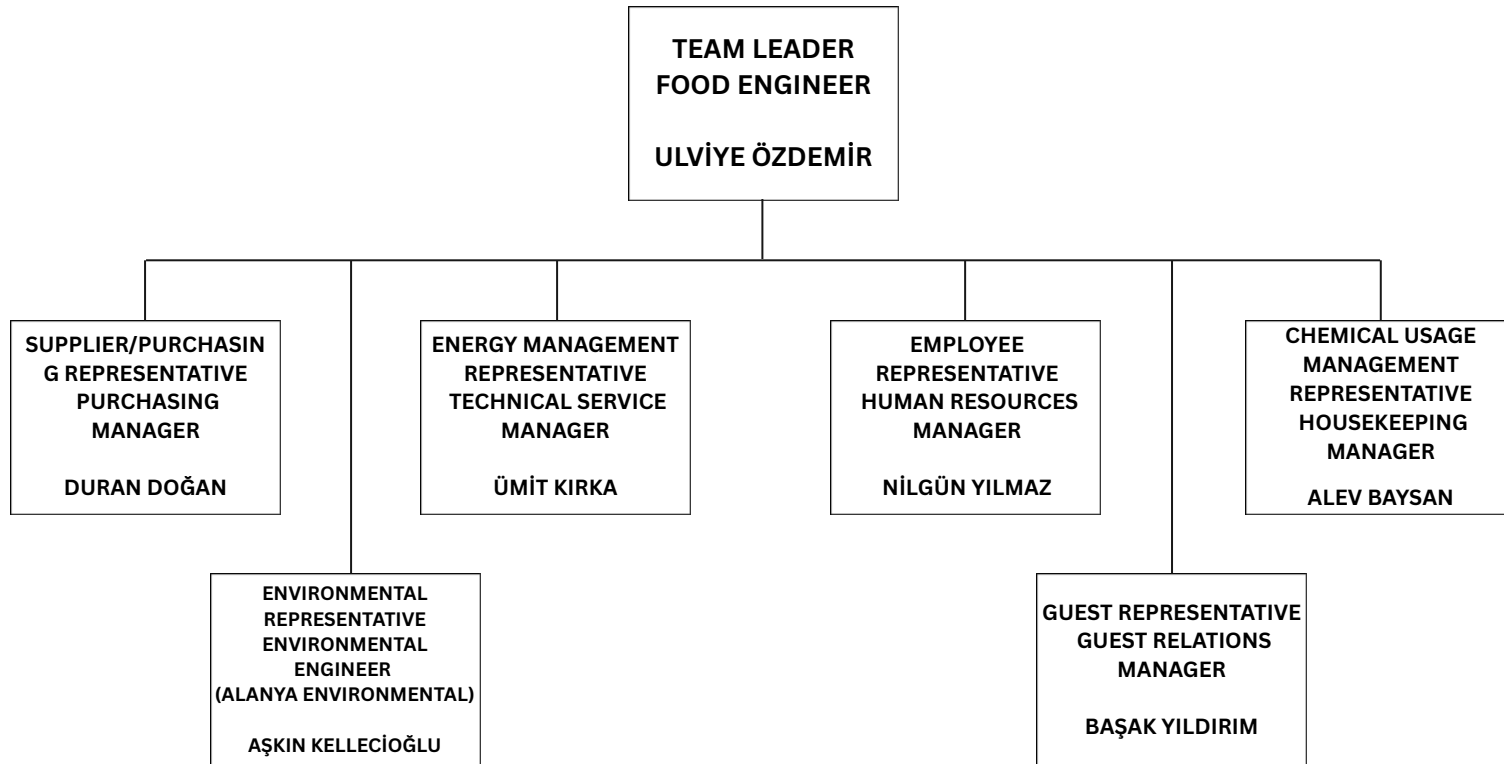 TEAM LEADER
FOOD ENGINEER
ULVİYE ÖZDEMİR
SUPPLIER/PURCHASIN
G REPRESENTATIVE
PURCHASING
MANAGER
DURAN DOĞAN
ENERGY MANAGEMENT
REPRESENTATIVE
TECHNICAL SERVICE
MANAGER
ÜMİT KIRKA
EMPLOYEE
REPRESENTATIVE
HUMAN RESOURCES
MANAGER
NİLGÜN YILMAZ
CHEMICAL USAGE
MANAGEMENT
REPRESENTATIVE
HOUSEKEEPING
MANAGER
ALEV BAYSAN
ENVIRONMENTAL
REPRESENTATIVE
ENVIRONMENTAL
ENGINEER
(ALANYA ENVIRONMENTAL)
AŞKIN KELLECİOĞLU
GUEST REPRESENTATIVE
GUEST RELATIONS
MANAGER
BAŞAK YILDIRIM